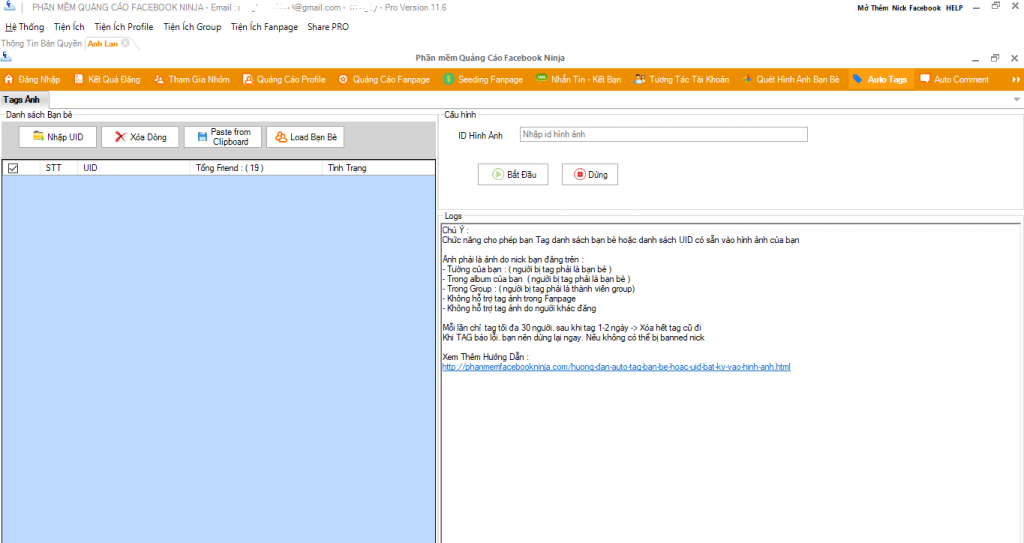 PHẦN MỀM QUẢNG CÁO FACEBOOK NINJA - Email : @gmail.com - - Pro Version 11.6
Mở Thêm Nick Facebook HELP
Hệ Thống Tiện Ích Tiện Ích Profile Tiện Ích Group Tiện Ích Fanpage Share PRO
Thông Tin Bản Quyền Anh Lan
Phần mềm Quảng Cáo Facebook Ninja
Đăng Nhập Kết Quả Đăng Tham Gia Nhóm Quảng Cáo Profile Quảng Cáo Fanpage Seeding Fanpage Nhắn Tin - Kết Bạn Tương Tác Tài Khoản Quét Hình Ảnh Bạn Bè Auto Tags Auto Comment
Tags Ảnh
Danh sách Bạn bè
Nhập UID Xóa Dòng Paste from Clipboard Load Bạn Bè
STT UID Tổng Friend : ( 19 ) Tình Trạng
Cấu hình
ID Hình Ảnh Nhập id hình ảnh
Bắt Đầu Dừng
Logs
Chú Ý :
Chức năng cho phép bạn Tag danh sách bạn bè hoặc danh sách UID có sẵn vào hình ảnh của bạn
Ảnh phải là ảnh do nick bạn đăng trên :
- Tường của bạn : ( người bị tag phải là bạn bè )
- Trong album của bạn ( người bị tag phải là bạn bè )
- Trong Group : ( người bị tag phải là thành viên group)
- Không hỗ trợ tag ảnh trong Fanpage
- Không hỗ trợ tag ảnh do người khác đăng
Mỗi lần chỉ tag tối đa 30 người. sau khi tag 1-2 ngày -> Xóa hết tag cũ đi
Khi TAG báo lỗi. bạn nên dừng lại ngay. Nếu không có thể bị banned nick
Xem Thêm Hướng Dẫn :
http://phanmemfacebookninja.com/huong-dan-auto-tag-ban-be-hoac-uid-bat-ky-vao-hinh-anh.html